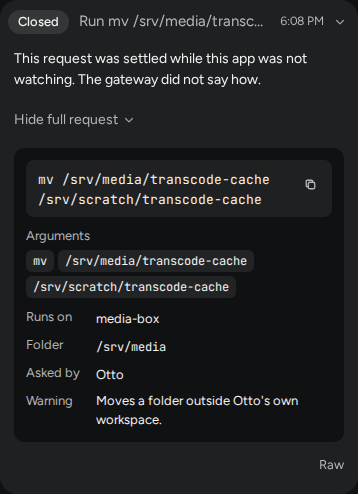 Closed Run mv /srv/media/transc... 6:08 PM
This request was settled while this app was not
watching. The gateway did not say how.
Hide full request
mv /srv/media/transcode-cache
/srv/scratch/transcode-cache
Arguments
mv /srv/media/transcode-cache
/srv/scratch/transcode-cache
Runs on media-box
Folder /srv/media
Asked by Otto
Warning Moves a folder outside Otto's own
workspace.
Raw